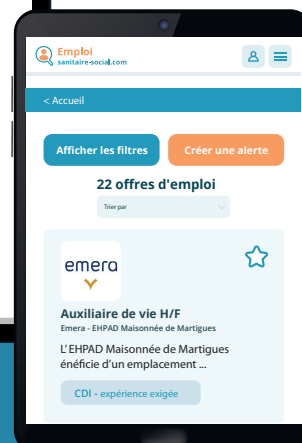 Emploi
sanitaire-social.com
< Accueil
Afficher les filtres
Créer une alerte
22 offres d'emploi
Trier par
emera
Auxiliaire de vie H/F
Emera - EHPAD Maisonnée de Martigues
L'EHPAD Maisonnée de Martigues
énéficie d'un emplacement ...
CDI - expérience exigée